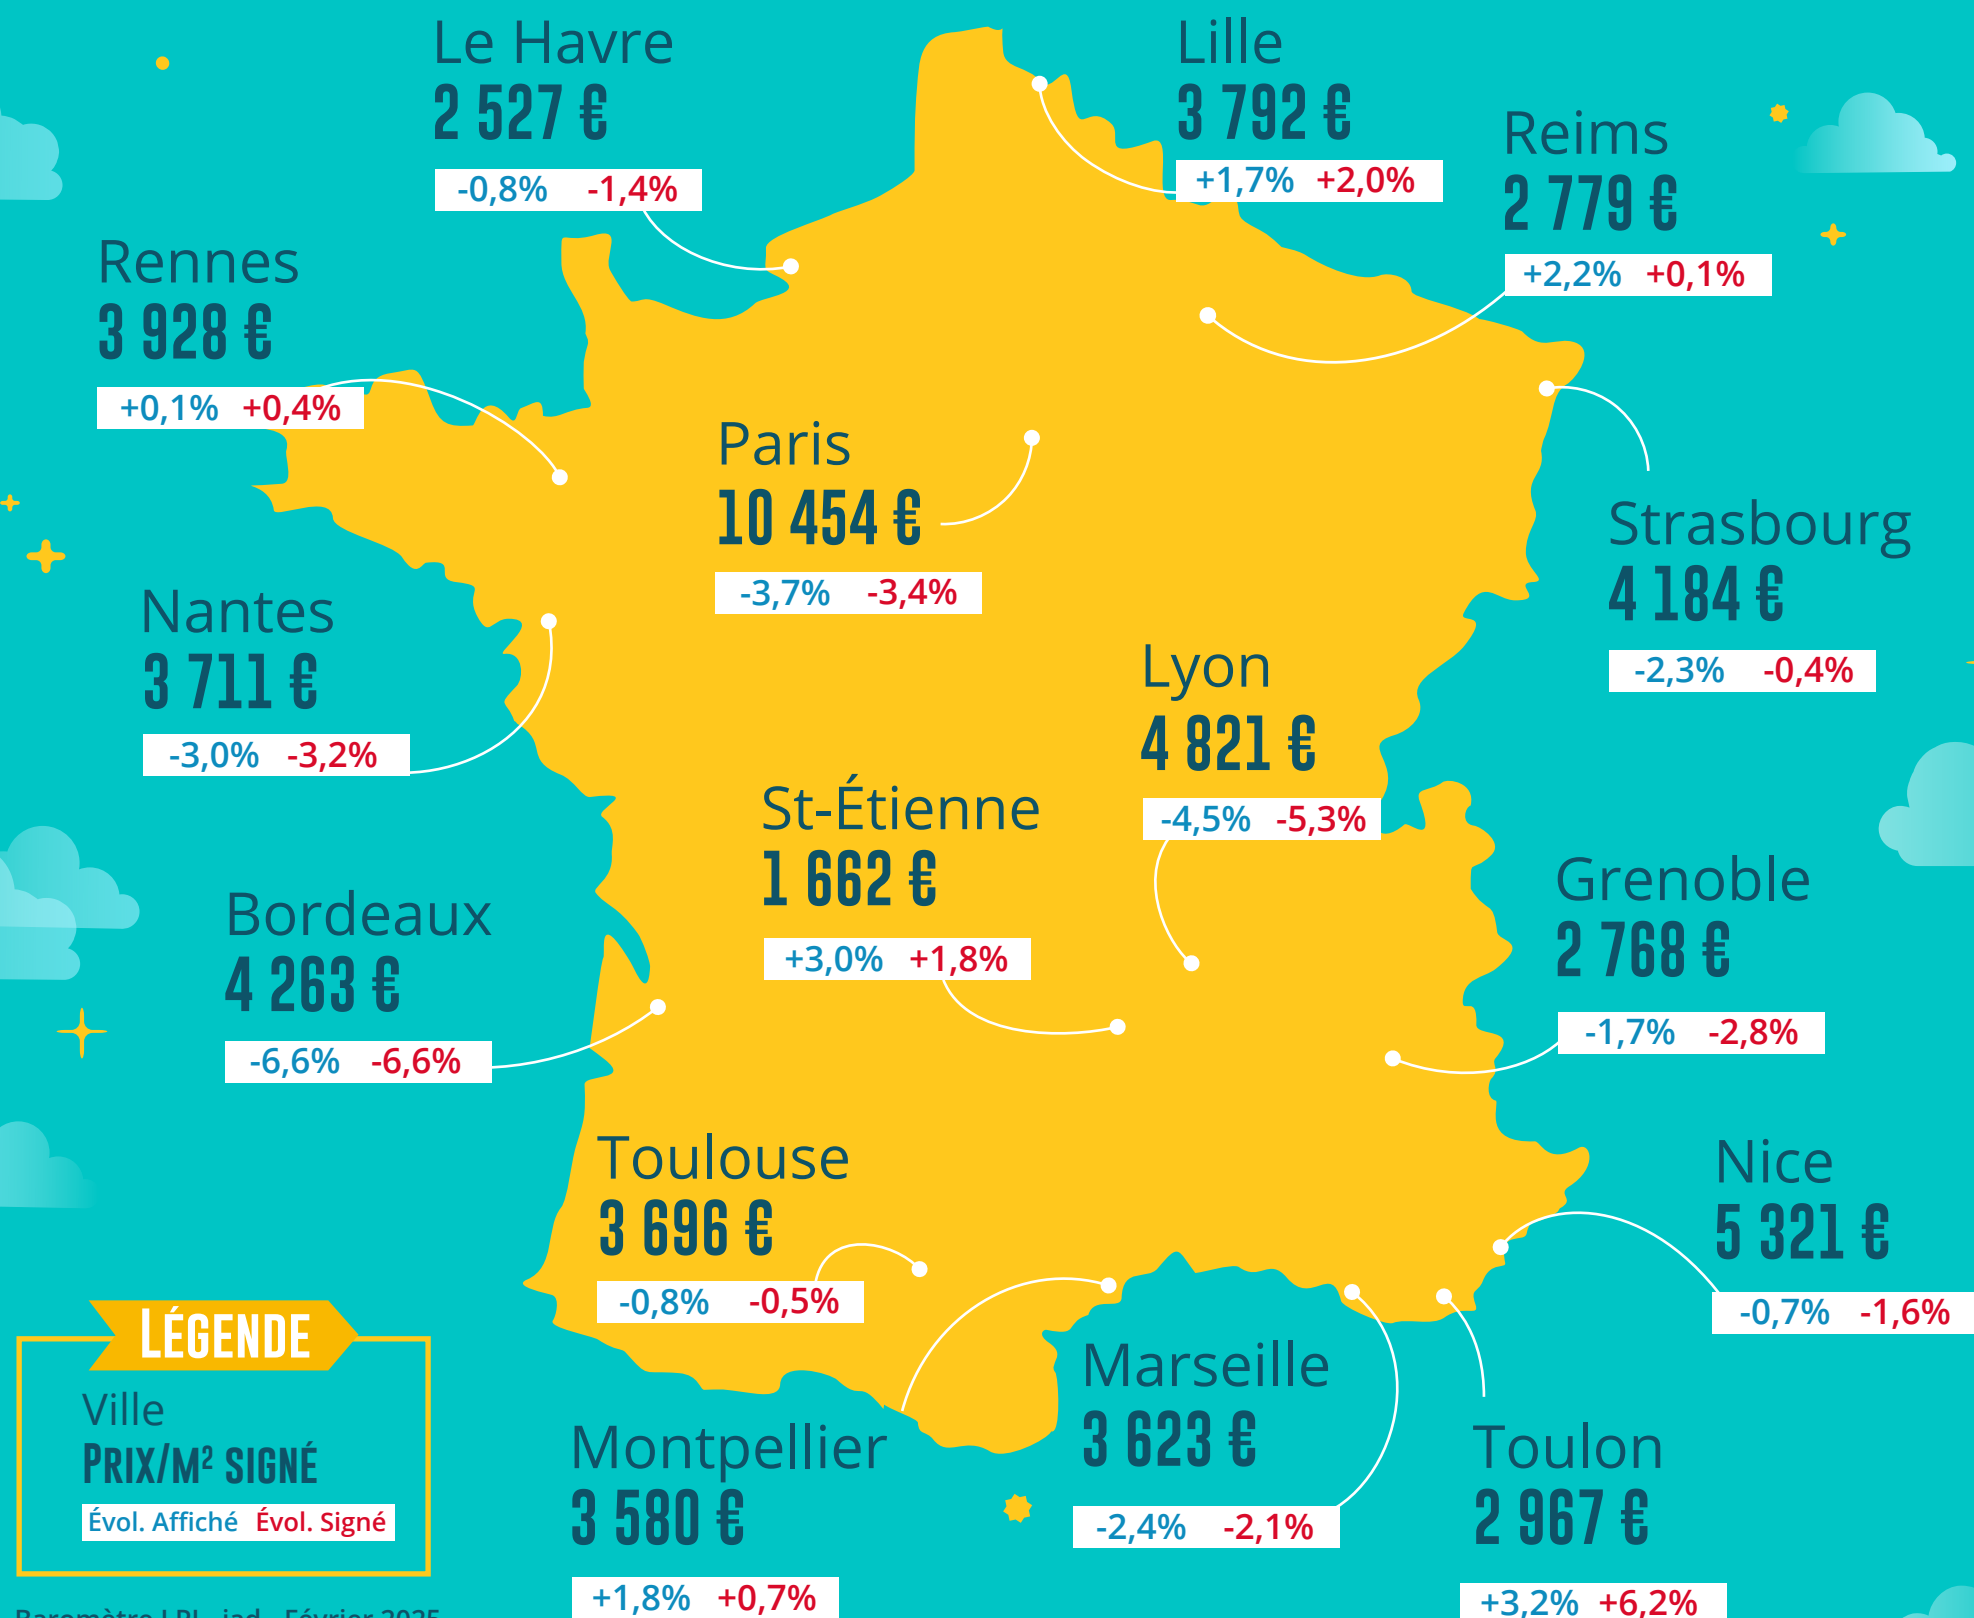 Le Havre
2 527 €
-0,8% -1,4%
Lille
3 792 €
+1,7% +2,0%
Reims
2 779 €
+2,2% +0,1%
Rennes
3 928 €
+0,1% +0,4%
Paris
10 454 €
-3,7% -3,4%
Strasbourg
4 184 €
-2,3% -0,4%
Nantes
3 711 €
-3,0% -3,2%
Lyon
4 821 €
-4,5% -5,3%
St-Étienne
1 662 €
+3,0% +1,8%
Grenoble
2 768 €
-1,7% -2,8%
Bordeaux
4 263 €
-6,6% -6,6%
Toulouse
3 696 €
-0,8% -0,5%
Nice
5 321 €
-0,7% -1,6%
Marseille
3 623 €
-2,4% -2,1%
Montpellier
3 580 €
+1,8% +0,7%
Toulon
2 967 €
+3,2% +6,2%
LÉGENDE
Ville
PRIX/M² SIGNÉ
Évol. Affiché Évol. Signé
Baromètre LPI - iad - Février 2025